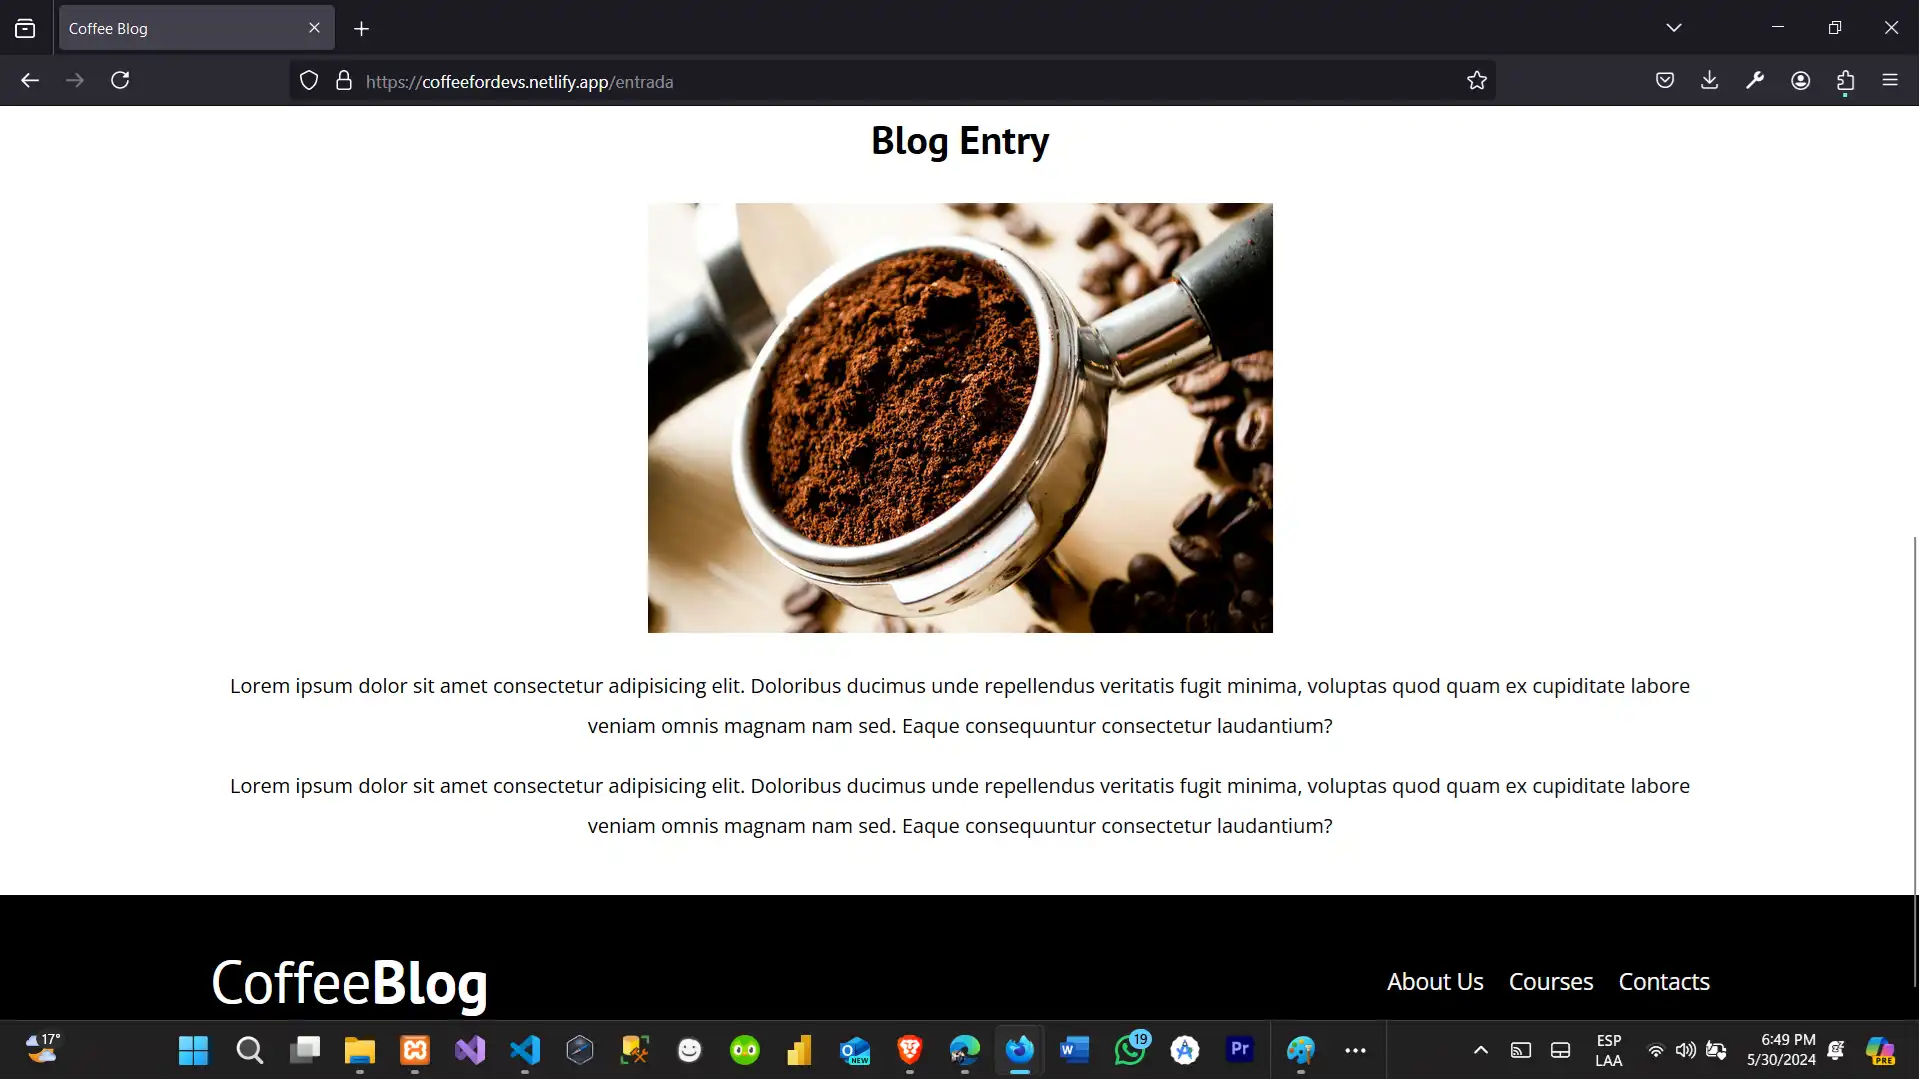 Coffee Blog
https://coffeefordevs.netlify.app/entrada
Blog Entry
Lorem ipsum dolor sit amet consectetur adipisicing elit. Doloribus ducimus unde repellendus veritatis fugit minima, voluptas quod quam ex cupiditate labore
veniam omnis magnam nam sed. Eaque consequuntur consectetur laudantium?
Lorem ipsum dolor sit amet consectetur adipisicing elit. Doloribus ducimus unde repellendus veritatis fugit minima, voluptas quod quam ex cupiditate labore
veniam omnis magnam nam sed. Eaque consequuntur consectetur laudantium?
CoffeeBlog
About Us Courses Contacts
17°
NEW
W
19
Pr
ESP
LAA
6:49 PM
5/30/2024
PRE